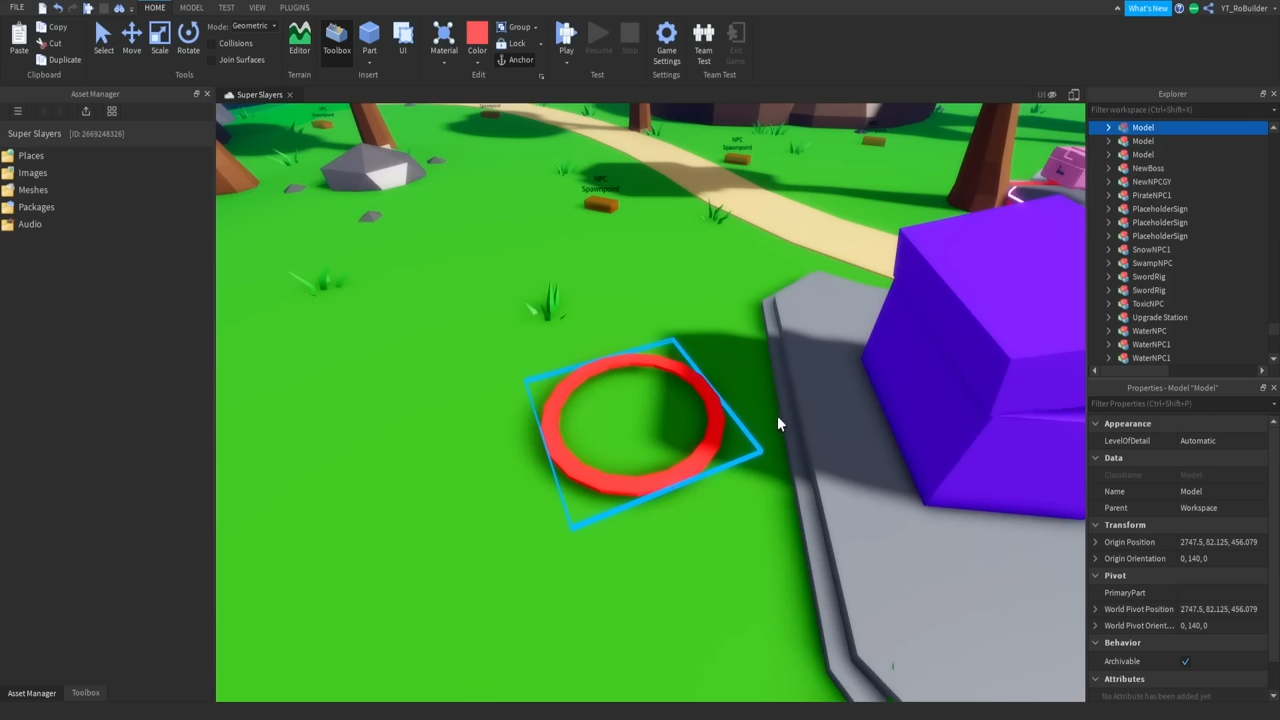 FILE HOME MODEL TEST VIEW PLUGINS What's New YT_RoBuilder
Paste Copy Cut Duplicate Select Move Scale Rotate Mode: Geometric Collisions Join Surfaces Editor Toolbox Part UI Material Color Group Lock Anchor Play Resume Stop Game Settings Team Test Exit Game
Clipboard Tools Terrain Insert Edit Test Settings Team Test
Asset Manager
Super Slayers [ID: 2669248326]
Places
Images
Meshes
Packages
Audio
Asset Manager Toolbox
Super Slayers
UI
NPC
Spawnpoint
NPC
Spawnpoint
NPC
Spawnpoint
Spawnpoint
Explorer
Filter workspace (Ctrl+Shift+X)
Model
Model
Model
NewBoss
NewNPCGY
PirateNPC1
PlaceholderSign
PlaceholderSign
PlaceholderSign
SnowNPC1
SwampNPC
SwordRig
SwordRig
ToxicNPC
Upgrade Station
WaterNPC
WaterNPC1
WaterNPC1
Properties - Model "Model"
Filter Properties (Ctrl+Shift+P)
Appearance
LevelOfDetail Automatic
Data
ClassName Model
Name Model
Parent Workspace
Transform
Origin Position 2747.5, 82.125, 456.079
Origin Orientation 0, 140, 0
Pivot
PrimaryPart
World Pivot Position 2747.5, 82.125, 456.079
World Pivot Orient... 0, 140, 0
Behavior
Archivable
Attributes
No Attribute has been added yet